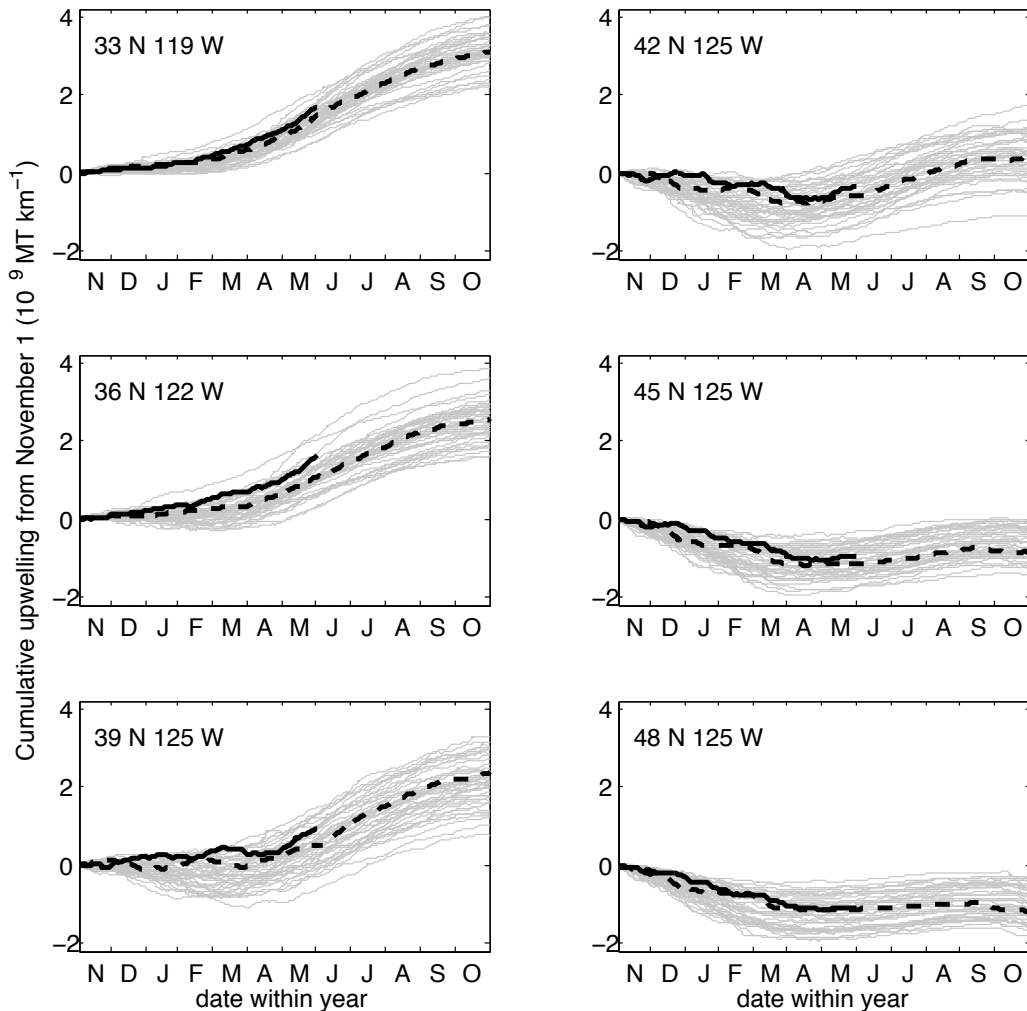 Cumulative upwelling from November 1 (10⁹ MT km⁻¹)
33 N 119 W
4
2
0
−2
N D J F M A M J J A S O
42 N 125 W
4
2
0
−2
N D J F M A M J J A S O
36 N 122 W
4
2
0
−2
N D J F M A M J J A S O
45 N 125 W
4
2
0
−2
N D J F M A M J J A S O
39 N 125 W
4
2
0
−2
N D J F M A M J J A S O
date within year
48 N 125 W
4
2
0
−2
N D J F M A M J J A S O
date within year